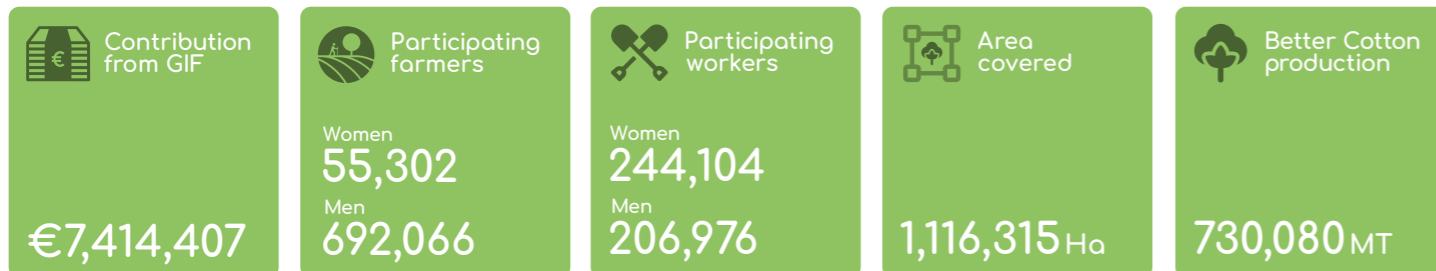 Contribution
from GIF
€
€7,414,407
Participating
farmers
Women
55,302
Men
692,066
Participating
workers
Women
244,104
Men
206,976
Area
covered
1,116,315 Ha
Better Cotton
production
730,080 MT